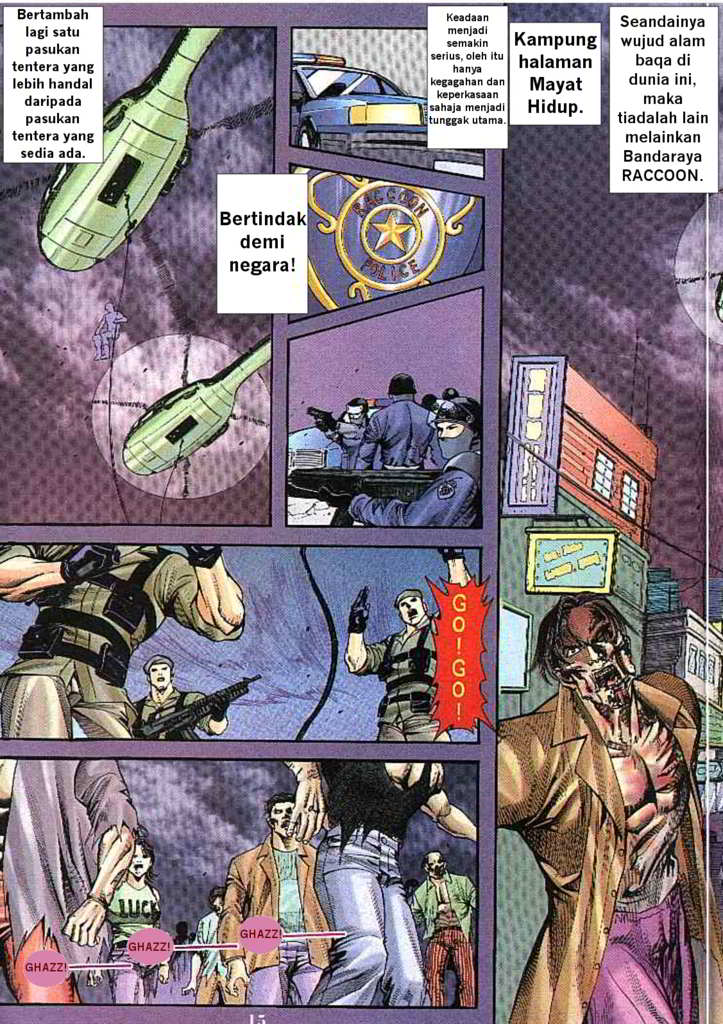 Seandainya
wujud alam
baqa di
dunia ini,
maka
tiadalah lain
melainkan
Bandaraya
RACCOON.
Kampung
halaman
Mayat
Hidup.
Keadaan
menjadi
semakin
serius, oleh itu
hanya
kegagahan dan
keperkasaan
sahaja menjadi
tunggak utama.
Bertambah
lagi satu
pasukan
tentera yang
lebih handal
daripada
pasukan
tentera yang
sedia ada.
RACCOON
POLICE
Bertindak
demi
negara!
GO! GO!
LUCK
GHAZZ!
GHAZZ!
GHAZZ!
15